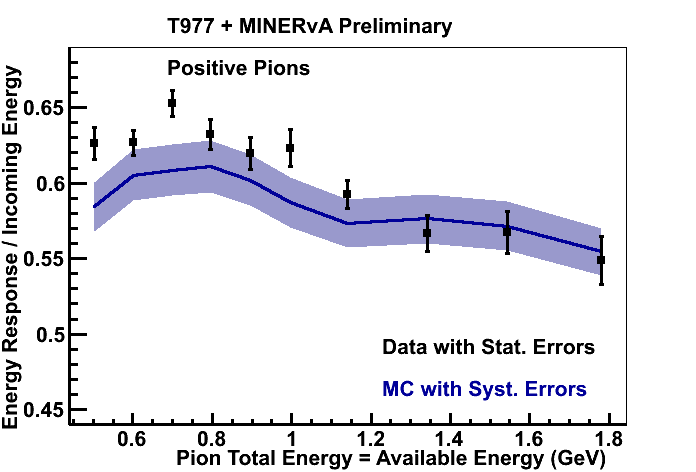 T977 + MINERvA Preliminary
Positive Pions
Energy Response / Incoming Energy
0.65
0.6
0.55
0.5
0.45
Data with Stat. Errors
MC with Syst. Errors
0.6 0.8 1 1.2 1.4 1.6 1.8
Pion Total Energy = Available Energy (GeV)